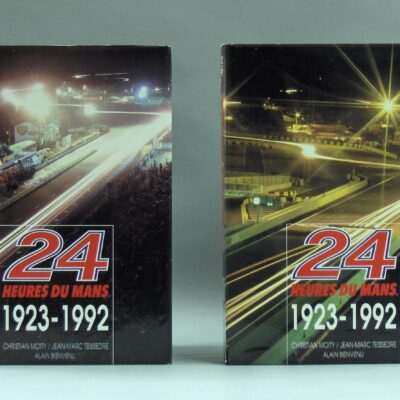 24
HEURES DU MANS
1923-1992
CHRISTIAN MOITY / JEAN-MARC TEISSEDRE
ALAIN BIENVENU
24
HEURES DU MANS
1923-1992
CHRISTIAN MOITY / JEAN-MARC TEISSEDRE
ALAIN BIENVENU